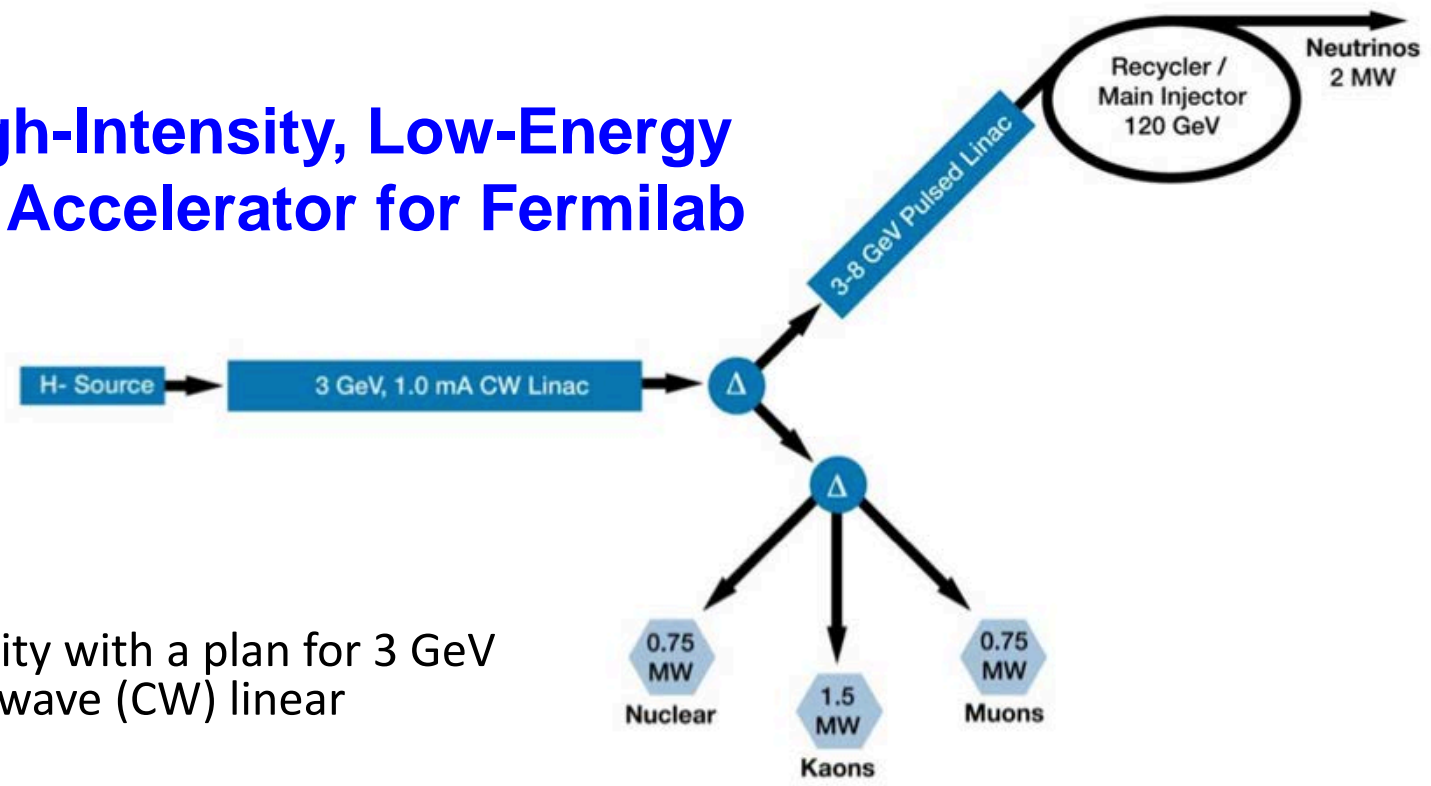 gh-Intensity, Low-Energy
Accelerator for Fermilab
Neutrinos
2 MW
Recycler /
Main Injector
120 GeV
3-8 GeV Pulsed Linac
H- Source
3 GeV, 1.0 mA CW Linac
Δ
Δ
0.75
MW
Nuclear
1.5
MW
Kaons
0.75
MW
Muons
ity with a plan for 3 GeV
wave (CW) linear